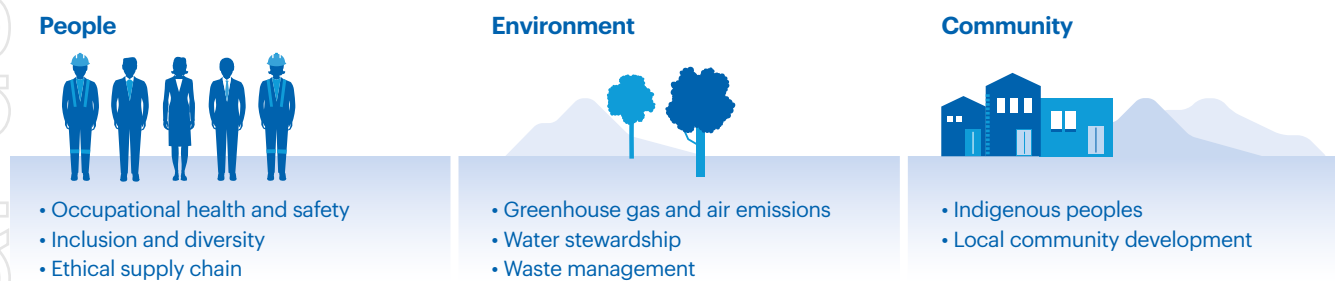 People
• Occupational health and safety
• Inclusion and diversity
• Ethical supply chain
Environment
• Greenhouse gas and air emissions
• Water stewardship
• Waste management
Community
• Indigenous peoples
• Local community development